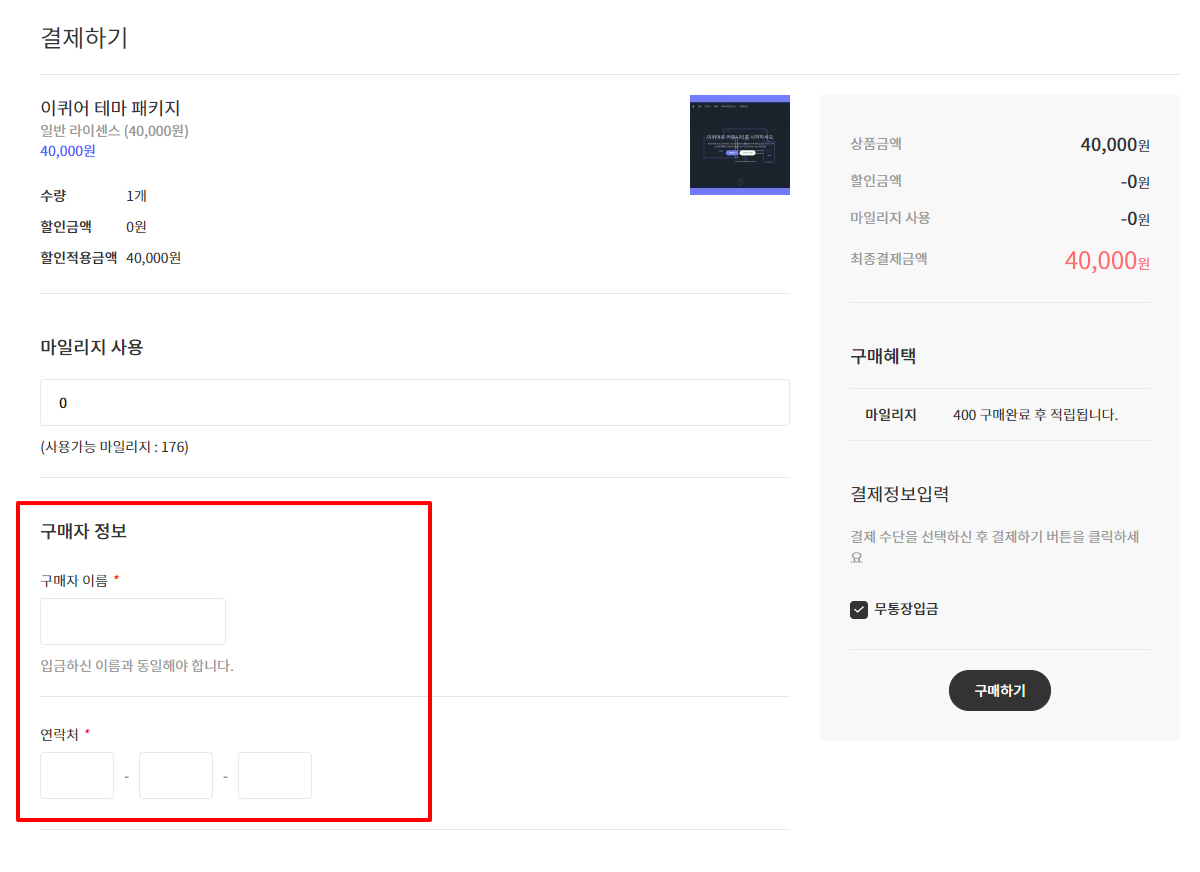 결제하기
이퀴어 테마 패키지
일반 라이센스 (40,000원)
40,000원
수량 1개
할인금액 0원
할인적용금액 40,000원
마일리지 사용
0
(사용가능 마일리지 : 176)
구매자 정보
구매자 이름 *
입금하신 이름과 동일해야 합니다.
연락처 *
- -
상품금액 40,000원
할인금액 -0원
마일리지 사용 -0원
최종결제금액 40,000원
구매혜택
마일리지 400 구매완료 후 적립됩니다.
결제정보입력
결제 수단을 선택하신 후 결제하기 버튼을 클릭하세
요
무통장입금
구매하기